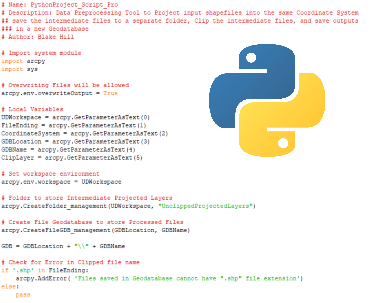 # Name: PythonProject_Script_Pro
# Description: Data Preprocessing Tool to Project input shapefiles into the same Coordinate System
## save the intermediate files to a separate folder, Clip the intermediate files, and save outputs
### in a new Geodatabase
# Author: Blake Hill
# Import system module
import arcpy
import sys
# Overwriting Files will be allowed
arcpy.env.overwriteOutput = True
# Local Variables
UDWorkspace = arcpy.GetParameterAsText(0)
FileEnding = arcpy.GetParameterAsText(1)
CoordinateSystem = arcpy.GetParameterAsText(2)
GDBLocation = arcpy.GetParameterAsText(3)
GDBName = arcpy.GetParameterAsText(4)
ClipLayer = arcpy.GetParameterAsText(5)
# Set workspace environment
arcpy.env.workspace = UDWorkspace
# Folder to store Intermediate Projected Layers
arcpy.CreateFolder_management(UDWorkspace, "UnclippedProjectedLayers")
# Create File Geodatabase to store Processed Files
arcpy.CreateFileGDB_management(GDBLocation, GDBName)
GDB = GDBLocation + "\\" + GDBName
# Check for Error in Clipped file name
if '.shp' in FileEnding:
arcpy.AddError( 'Files saved in Geodatabase cannot have ".shp" file extension')
else:
pass